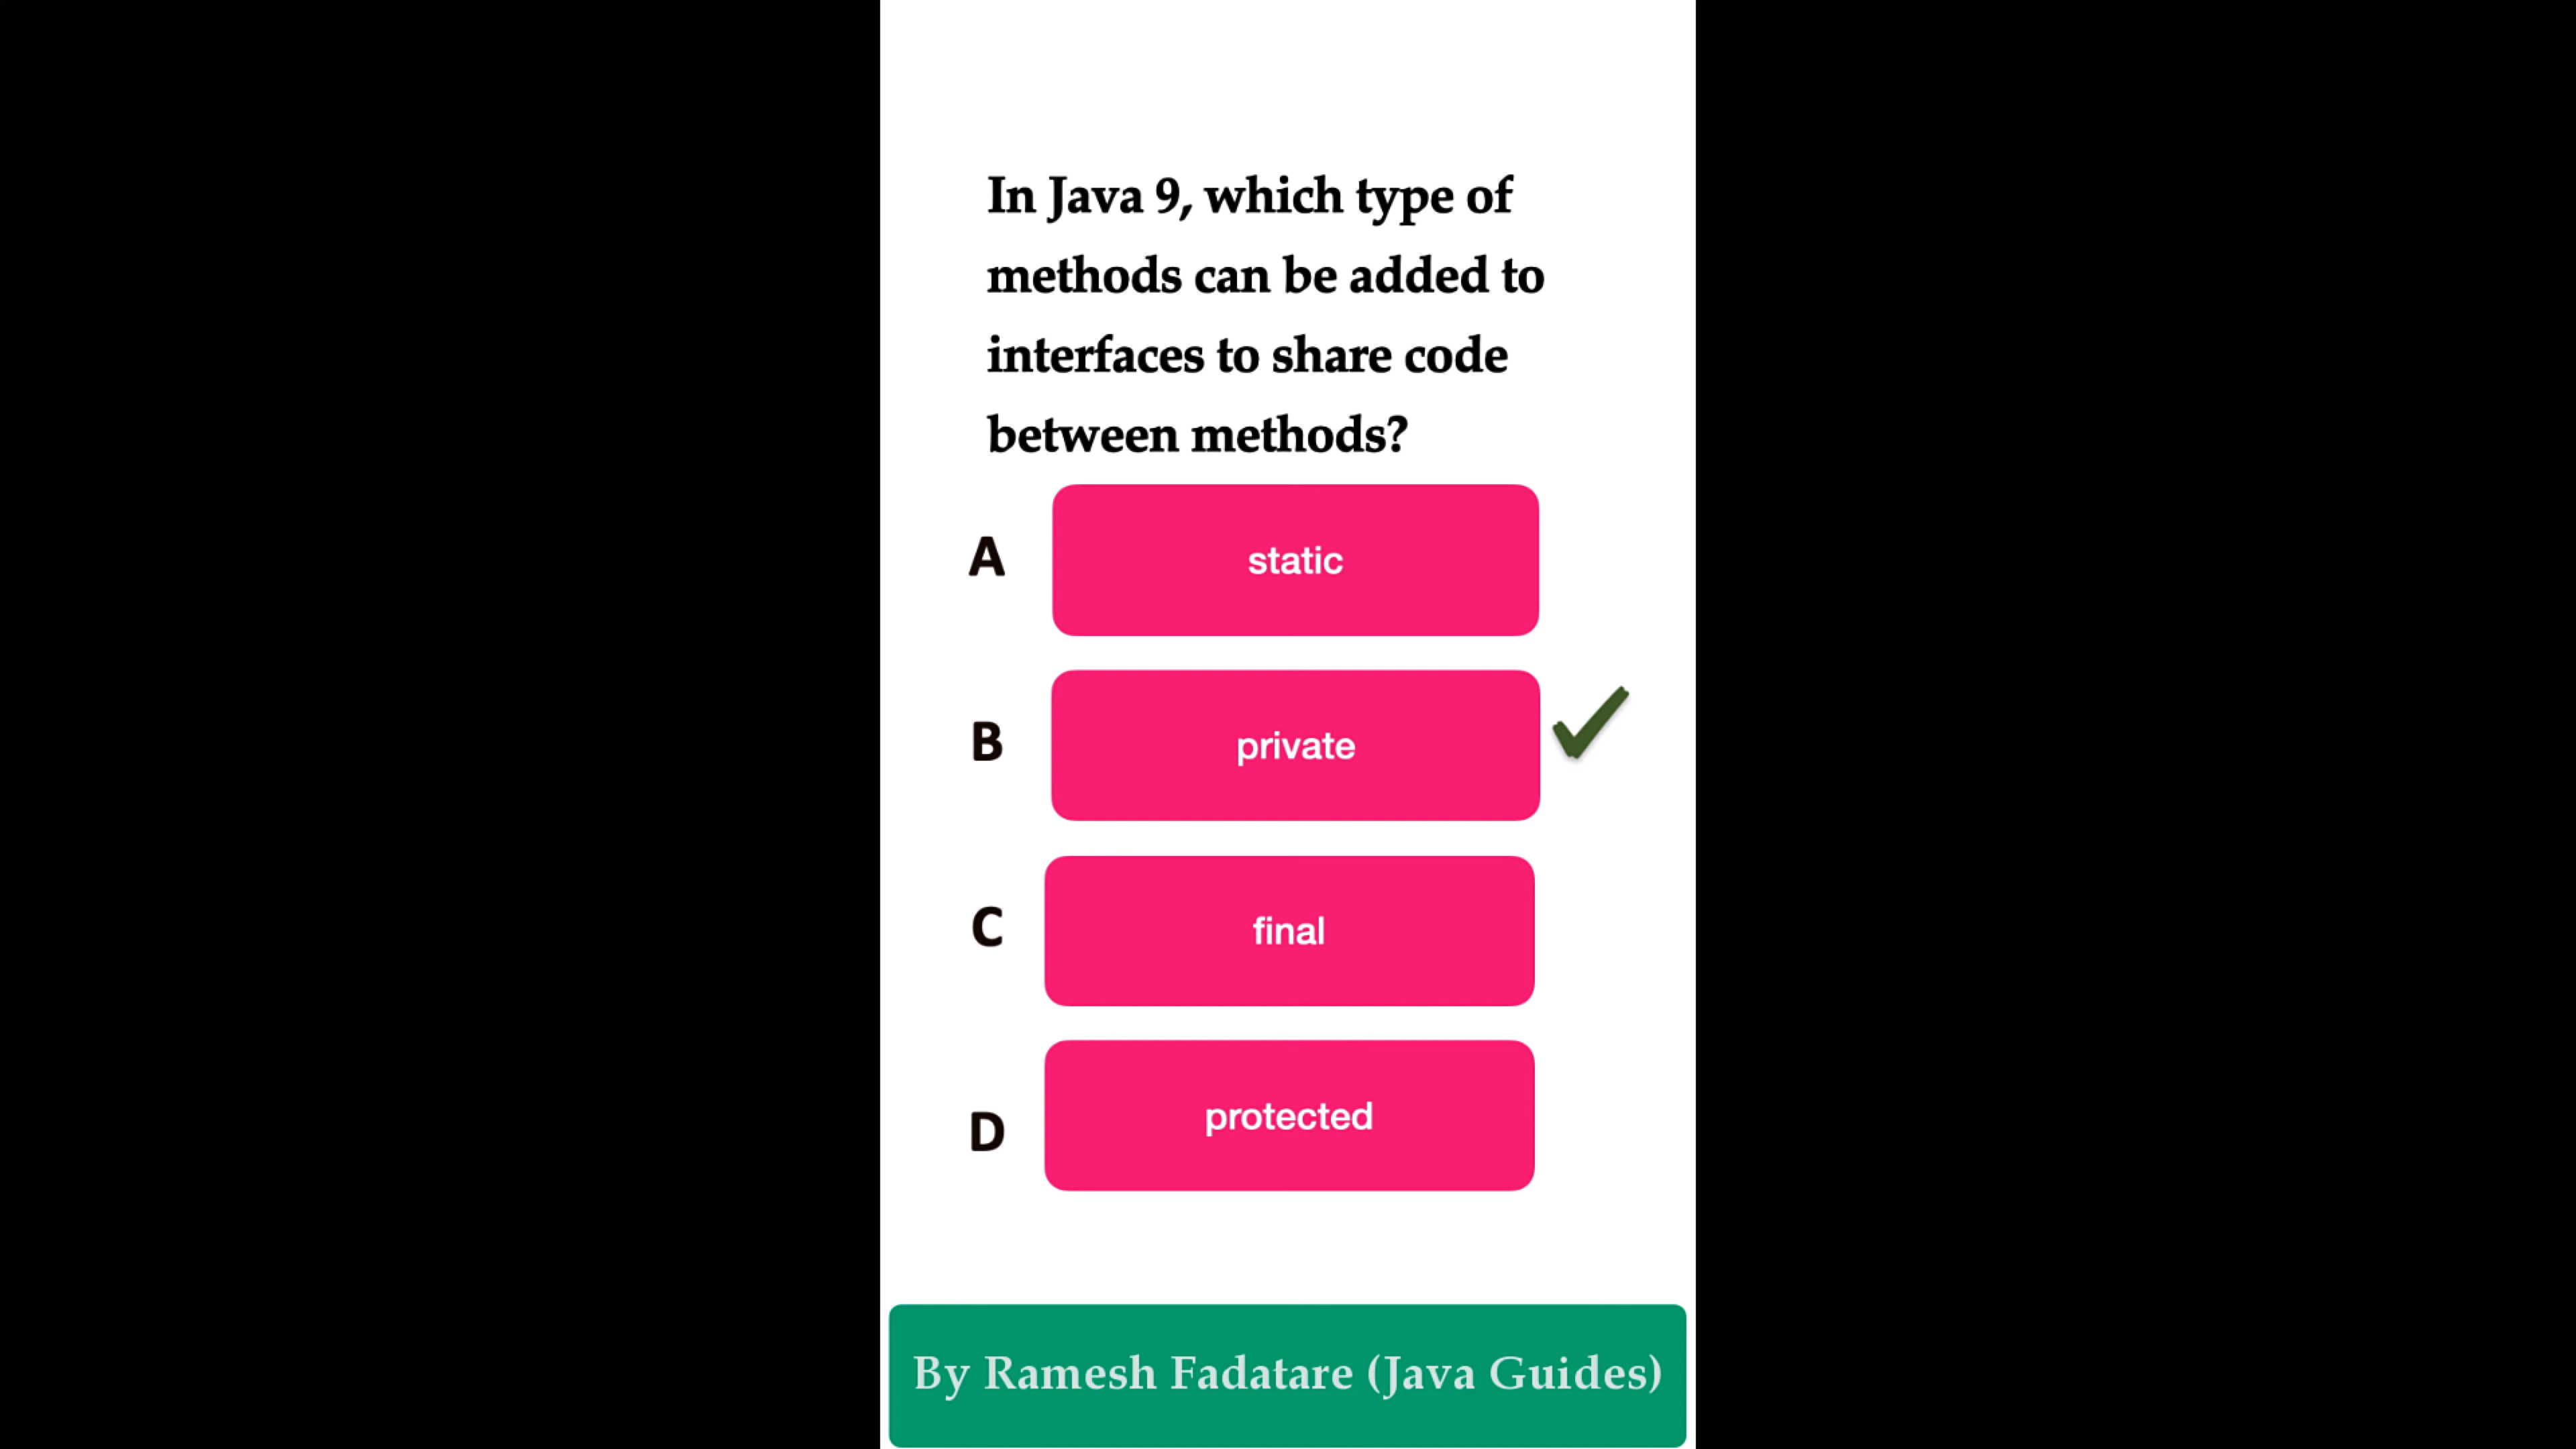 In Java 9, which type of
methods can be added to
interfaces to share code
between methods?
A static
B private
C final
D protected
By Ramesh Fadatare (Java Guides)